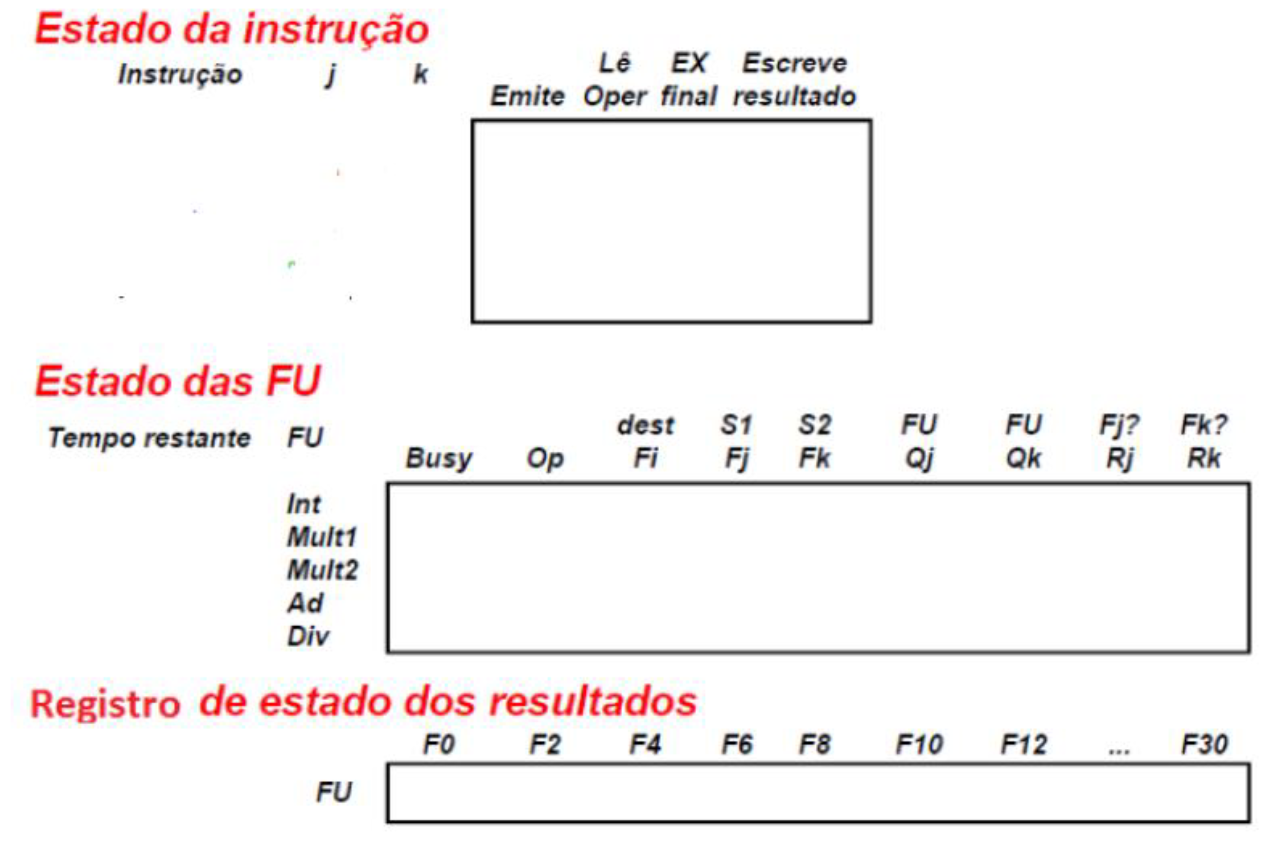 Estado da instrução
Instrução j k
Emite Lê Oper EX final Escreve resultado
Estado das FU
Tempo restante FU
Busy Op dest Fi S1 Fj S2 Fk FU Qj FU Qk Fj? Rj Fk? Rk
Int
Mult1
Mult2
Ad
Div
Registro de estado dos resultados
F0 F2 F4 F6 F8 F10 F12 ... F30
FU